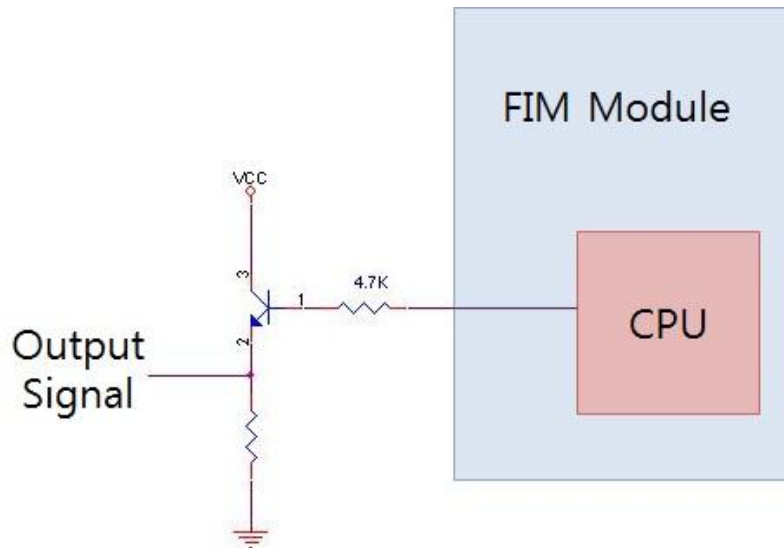 FIM Module
VCC
3
4.7K
1
CPU
2
Output
Signal